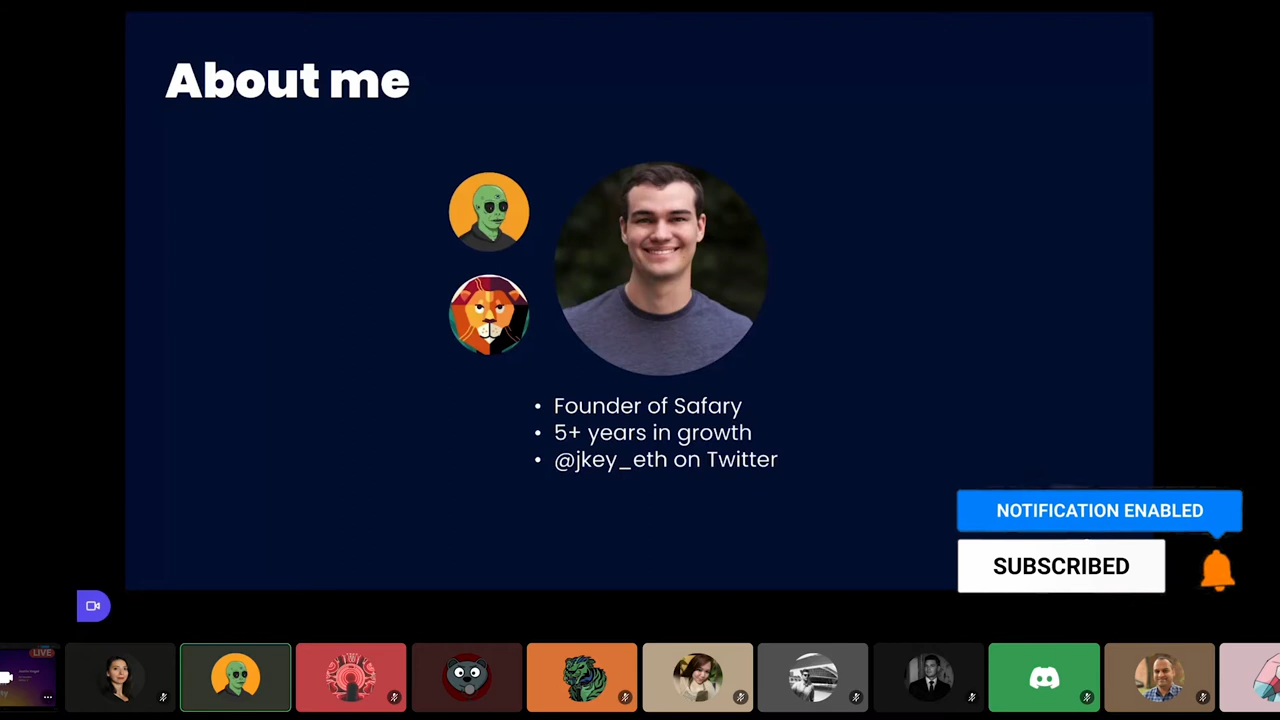 About me
• Founder of Safary
• 5+ years in growth
• @jkey_eth on Twitter
NOTIFICATION ENABLED
SUBSCRIBED
LIVE